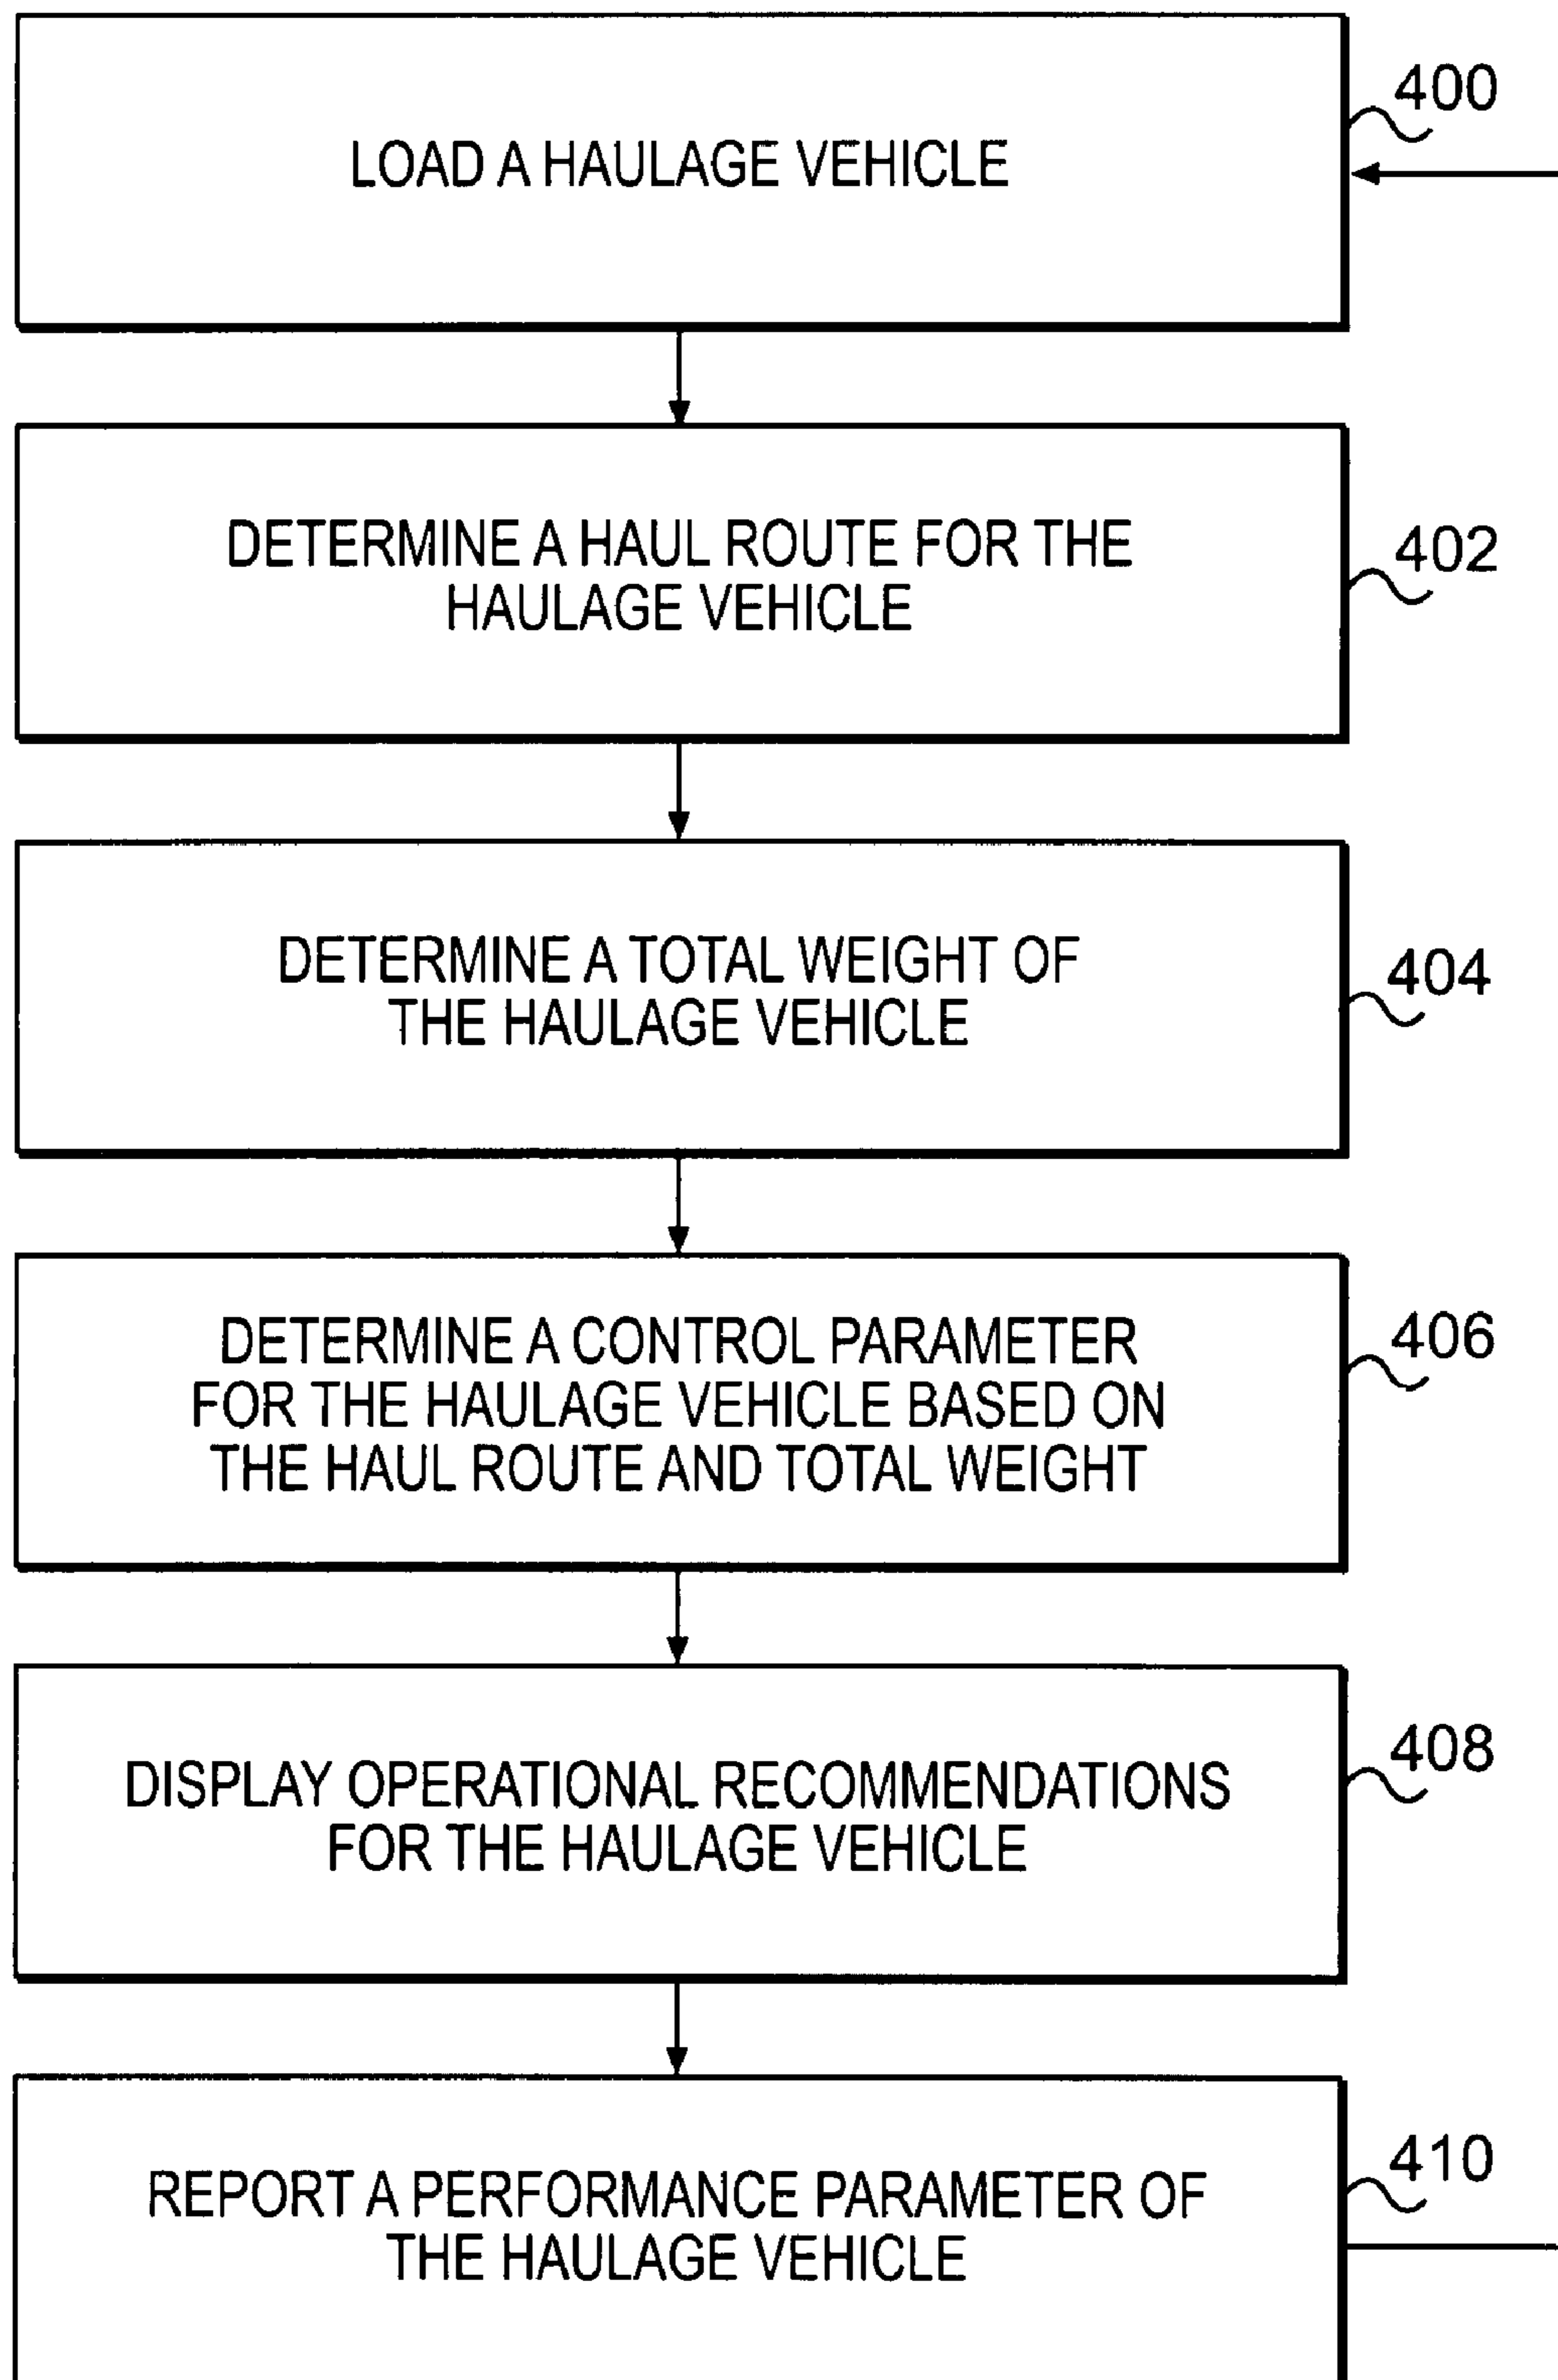 LOAD A HAULAGE VEHICLE
400
DETERMINE A HAUL ROUTE FOR THE
HAULAGE VEHICLE
402
DETERMINE A TOTAL WEIGHT OF
THE HAULAGE VEHICLE
404
DETERMINE A CONTROL PARAMETER
FOR THE HAULAGE VEHICLE BASED ON
THE HAUL ROUTE AND TOTAL WEIGHT
406
DISPLAY OPERATIONAL RECOMMENDATIONS
FOR THE HAULAGE VEHICLE
408
REPORT A PERFORMANCE PARAMETER OF
THE HAULAGE VEHICLE
410